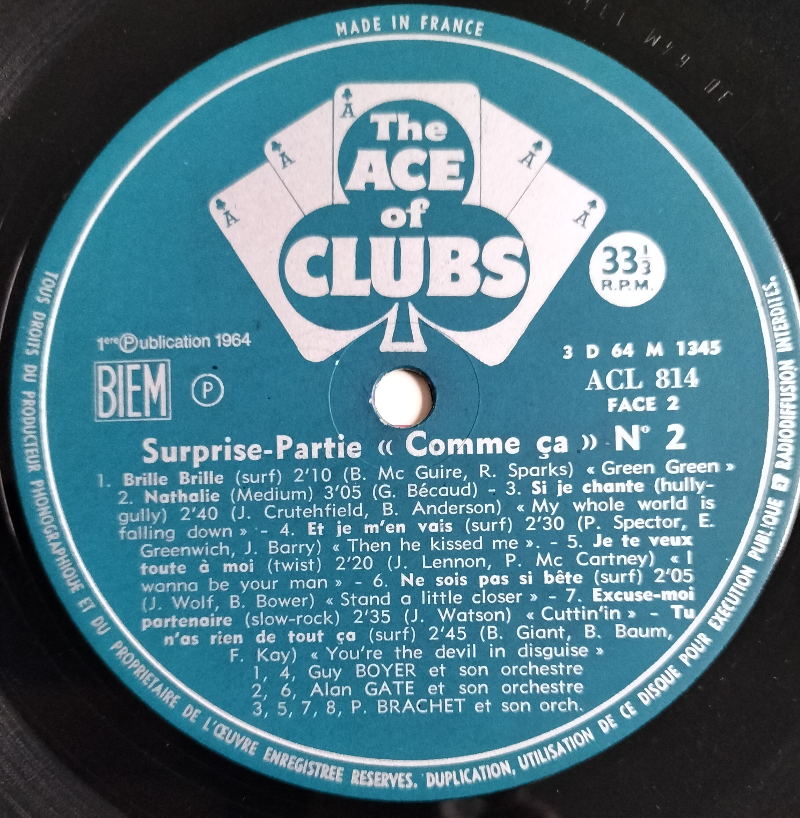 MADE IN FRANCE
A
A
A
A
A
The
ACE
of
CLUBS
33⅓
R.P.M.
1ère Ⓟublication 1964
BIEM
Ⓟ
3 D 64 M 1345
ACL 814
FACE 2
Surprise-Partie « Comme ça » N° 2
1. Brille Brille (surf) 2'10 (B. Mc Guire, R. Sparks) « Green Green »
2. Nathalie (Medium) 3'05 (G. Bécaud) - 3. Si je chante (hully-
gully) 2'40 (J. Crutehfield, B. Anderson) « My whole world is
falling down » - 4. Et je m'en vais (surf) 2'30 (P. Spector, E.
Greenwich, J. Barry) « Then he kissed me ». - 5. Je te veux
toute à moi (twist) 2'20 (J. Lennon, P. Mc Cartney) « I
wanna be your man » - 6. Ne sois pas si bête (surf) 2'05
(J. Wolf, B. Bower) « Stand a little closer » - 7. Excuse-moi
partenaire (slow-rock) 2'35 (J. Watson) « Cuttin'in » - Tu
n'as rien de tout ça (surf) 2'45 (B. Giant, B. Baum,
F. Kay) « You're the devil in disguise »
1, 4, Guy BOYER et son orchestre
2, 6, Alan GATE et son orchestre
3, 5, 7, 8, P. BRACHET et son orch.
TOUS DROITS DU PRODUCTEUR PHONOGRAPHIQUE ET DU PROPRIETAIRE DE L'ŒUVRE ENREGISTREE RESERVES. DUPLICATION, UTILISATION DE CE DISQUE POUR EXECUTION PUBLIQUE RADIODIFFUSION INTERDITES.